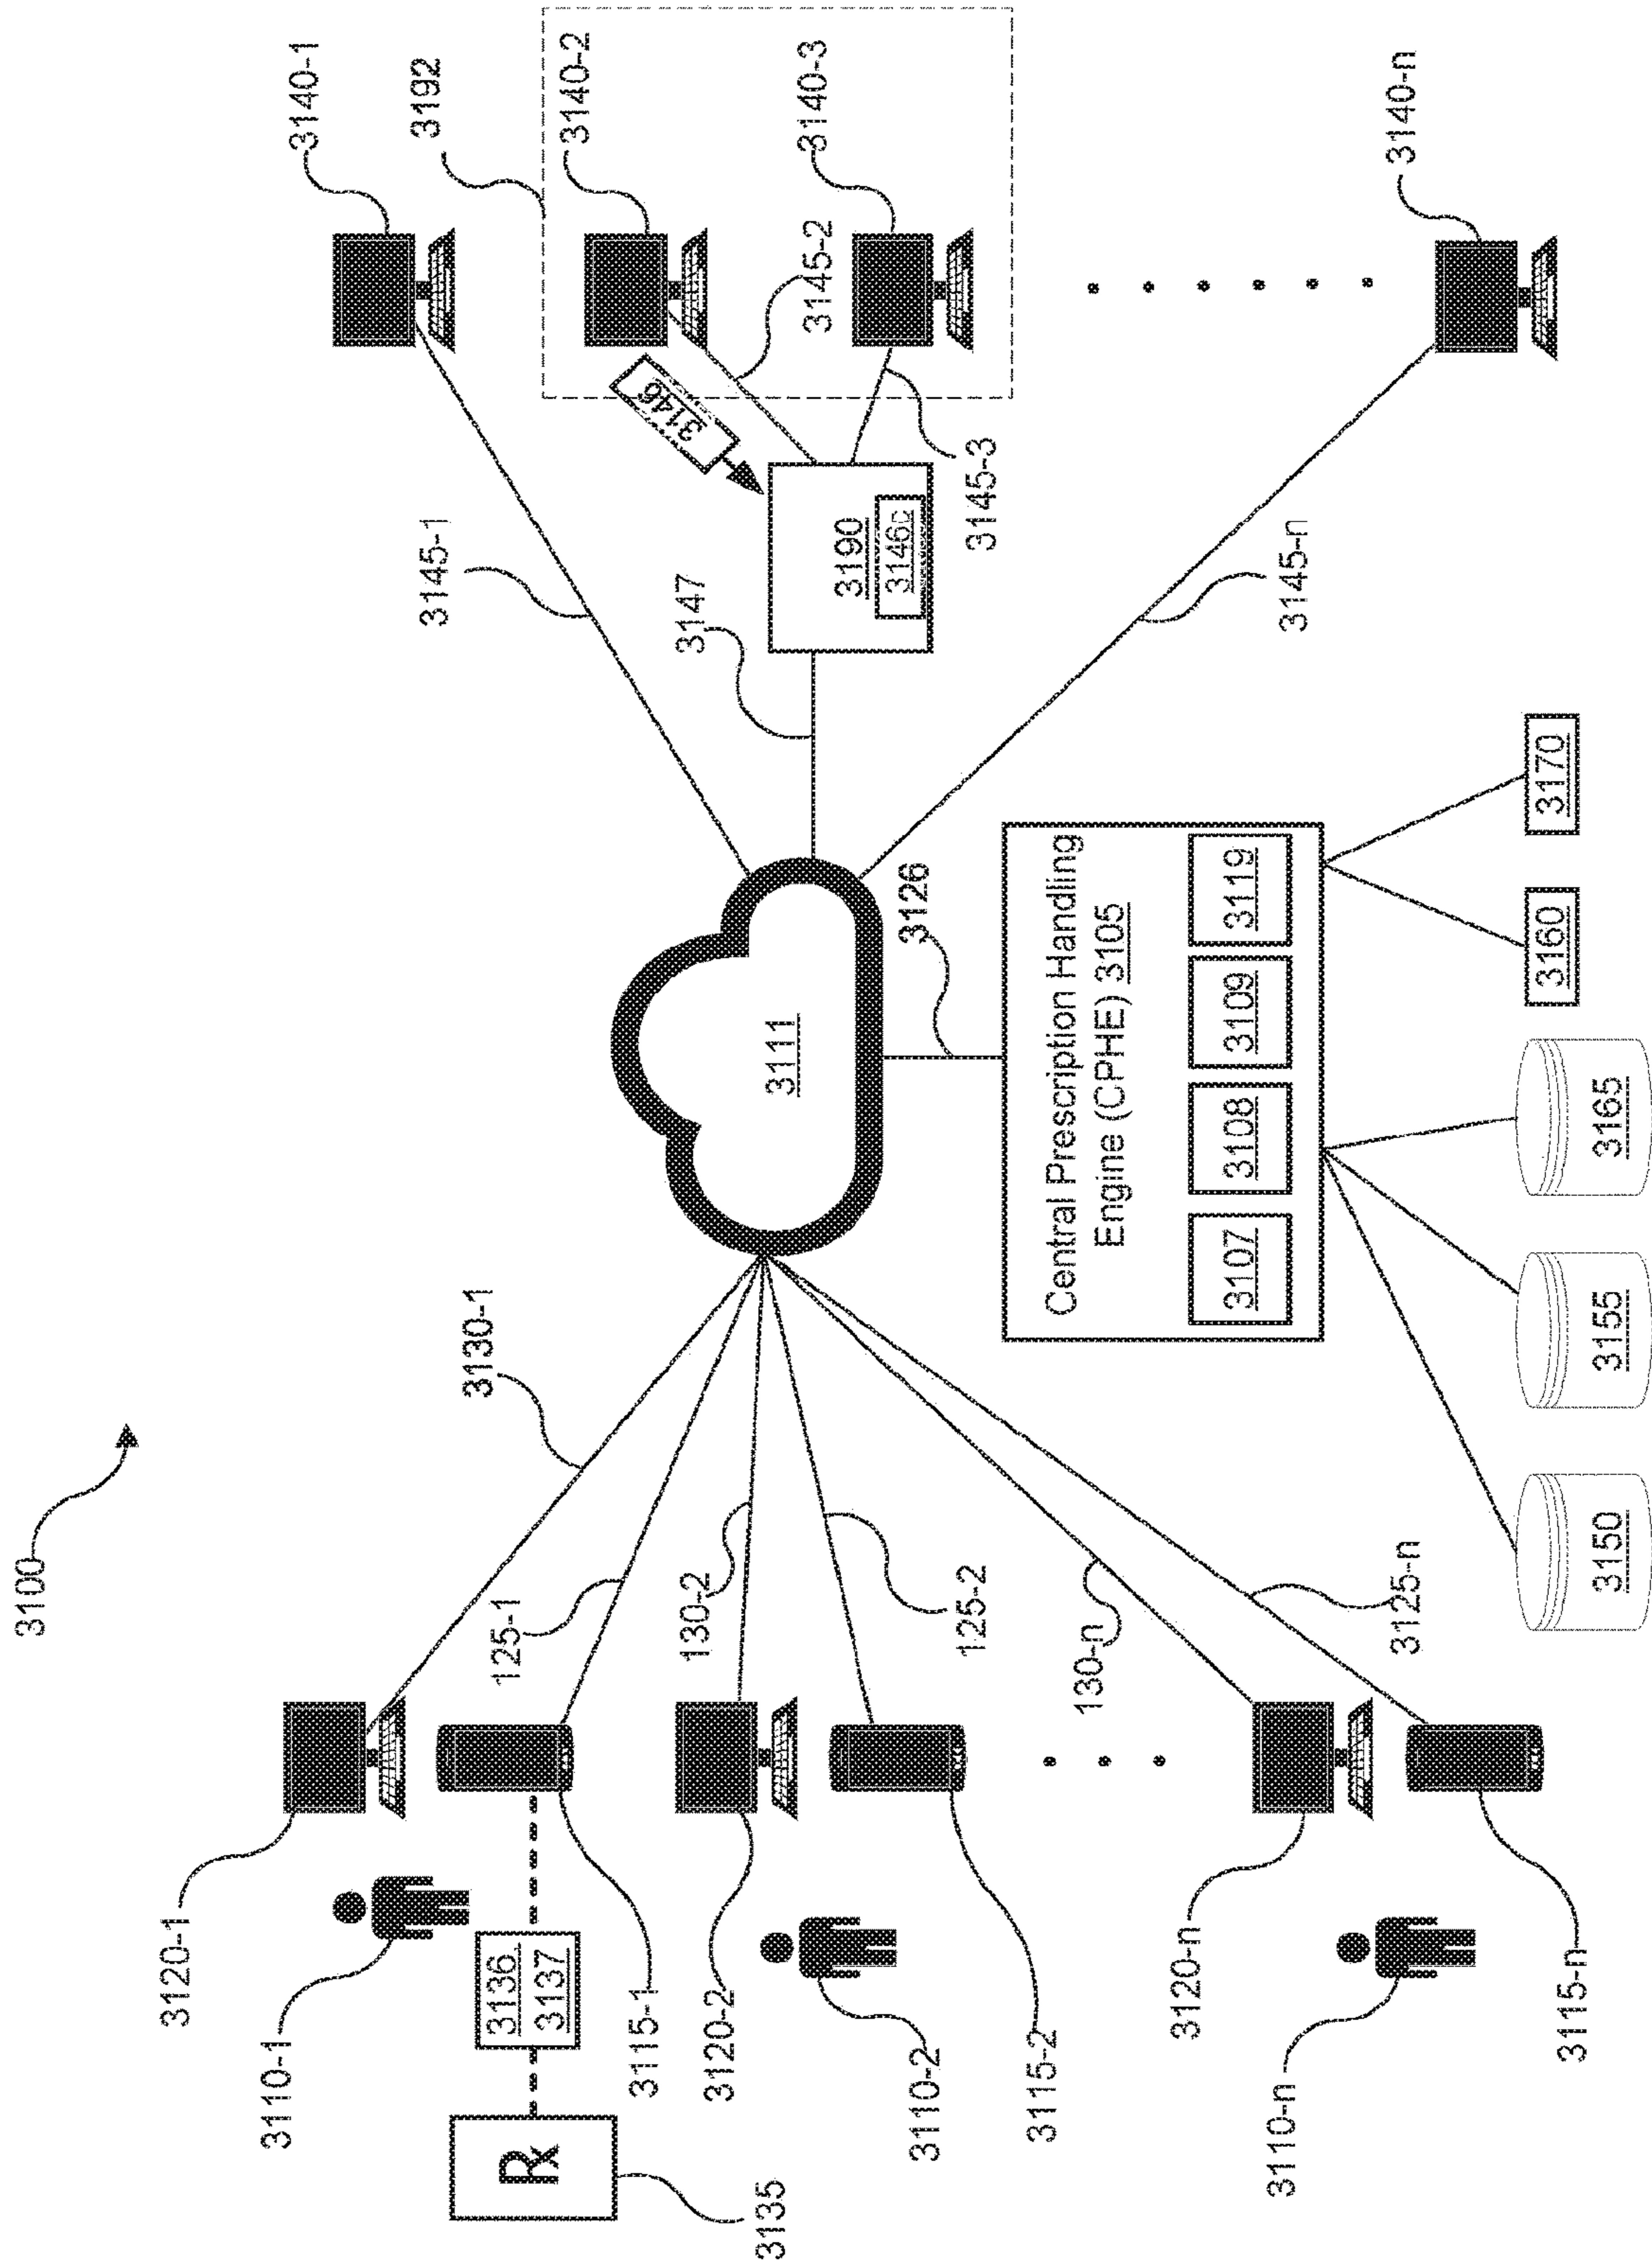 3100
3120-1
3110-1
3136
3137
3115-1
Rx
3135
3120-2
3110-2
3115-2
3120-n
3110-n
3115-n
3130-1
125-1
130-2
125-2
130-n
3125-n
3111
3126
Central Prescription Handling
Engine (CPHE) 3105
3107 3108 3109 3119
3150
3155
3165
3160
3170
3145-1
3147
3190
3146c
3146
3145-2
3145-3
3145-n
3192
3140-1
3140-2
3140-3
3140-n